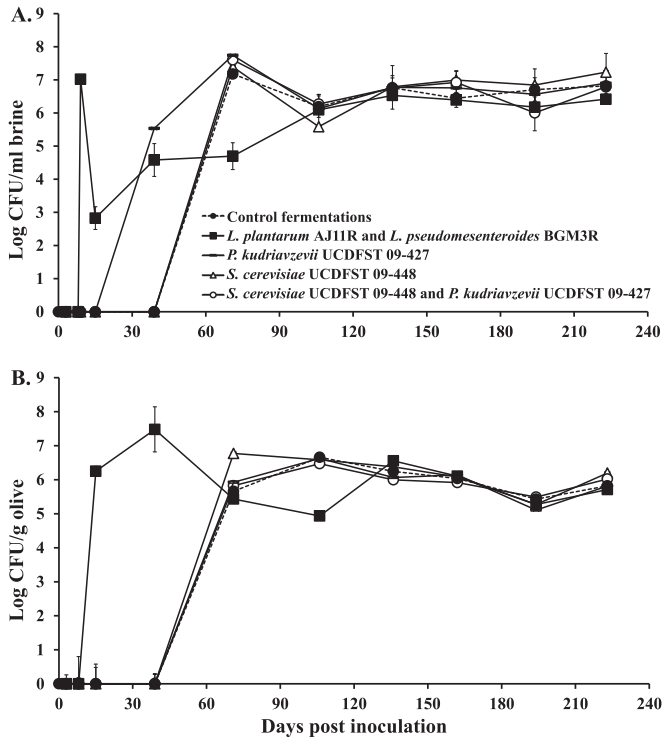 A.
9
8
7
6
5
4
3
2
1
0
Log CFU/ml brine
Control fermentations
L. plantarum AJ11R and L. pseudomesenteroides BGM3R
P. kudriavzevii UCDFST 09-427
S. cerevisiae UCDFST 09-448
S. cerevisiae UCDFST 09-448 and P. kudriavzevii UCDFST 09-427
0 30 60 90 120 150 180 210 240
B.
9
8
7
6
5
4
3
2
1
0
Log CFU/g olive
0 30 60 90 120 150 180 210 240
Days post inoculation